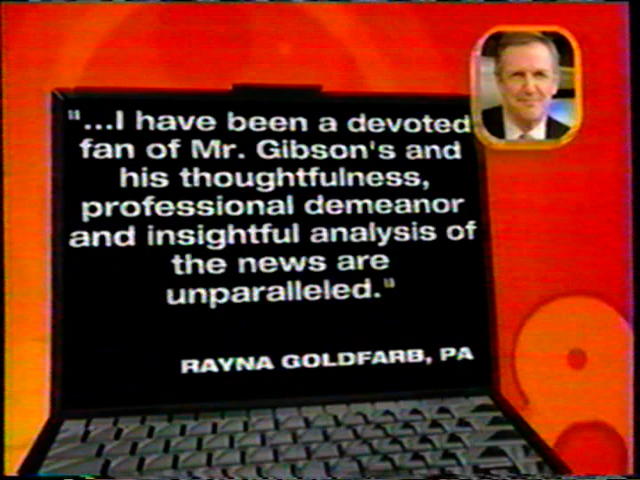 "...I have been a devoted
fan of Mr. Gibson's and
his thoughtfulness,
professional demeanor
and insightful analysis of
the news are
unparalleled."
RAYNA GOLDFARB, PA